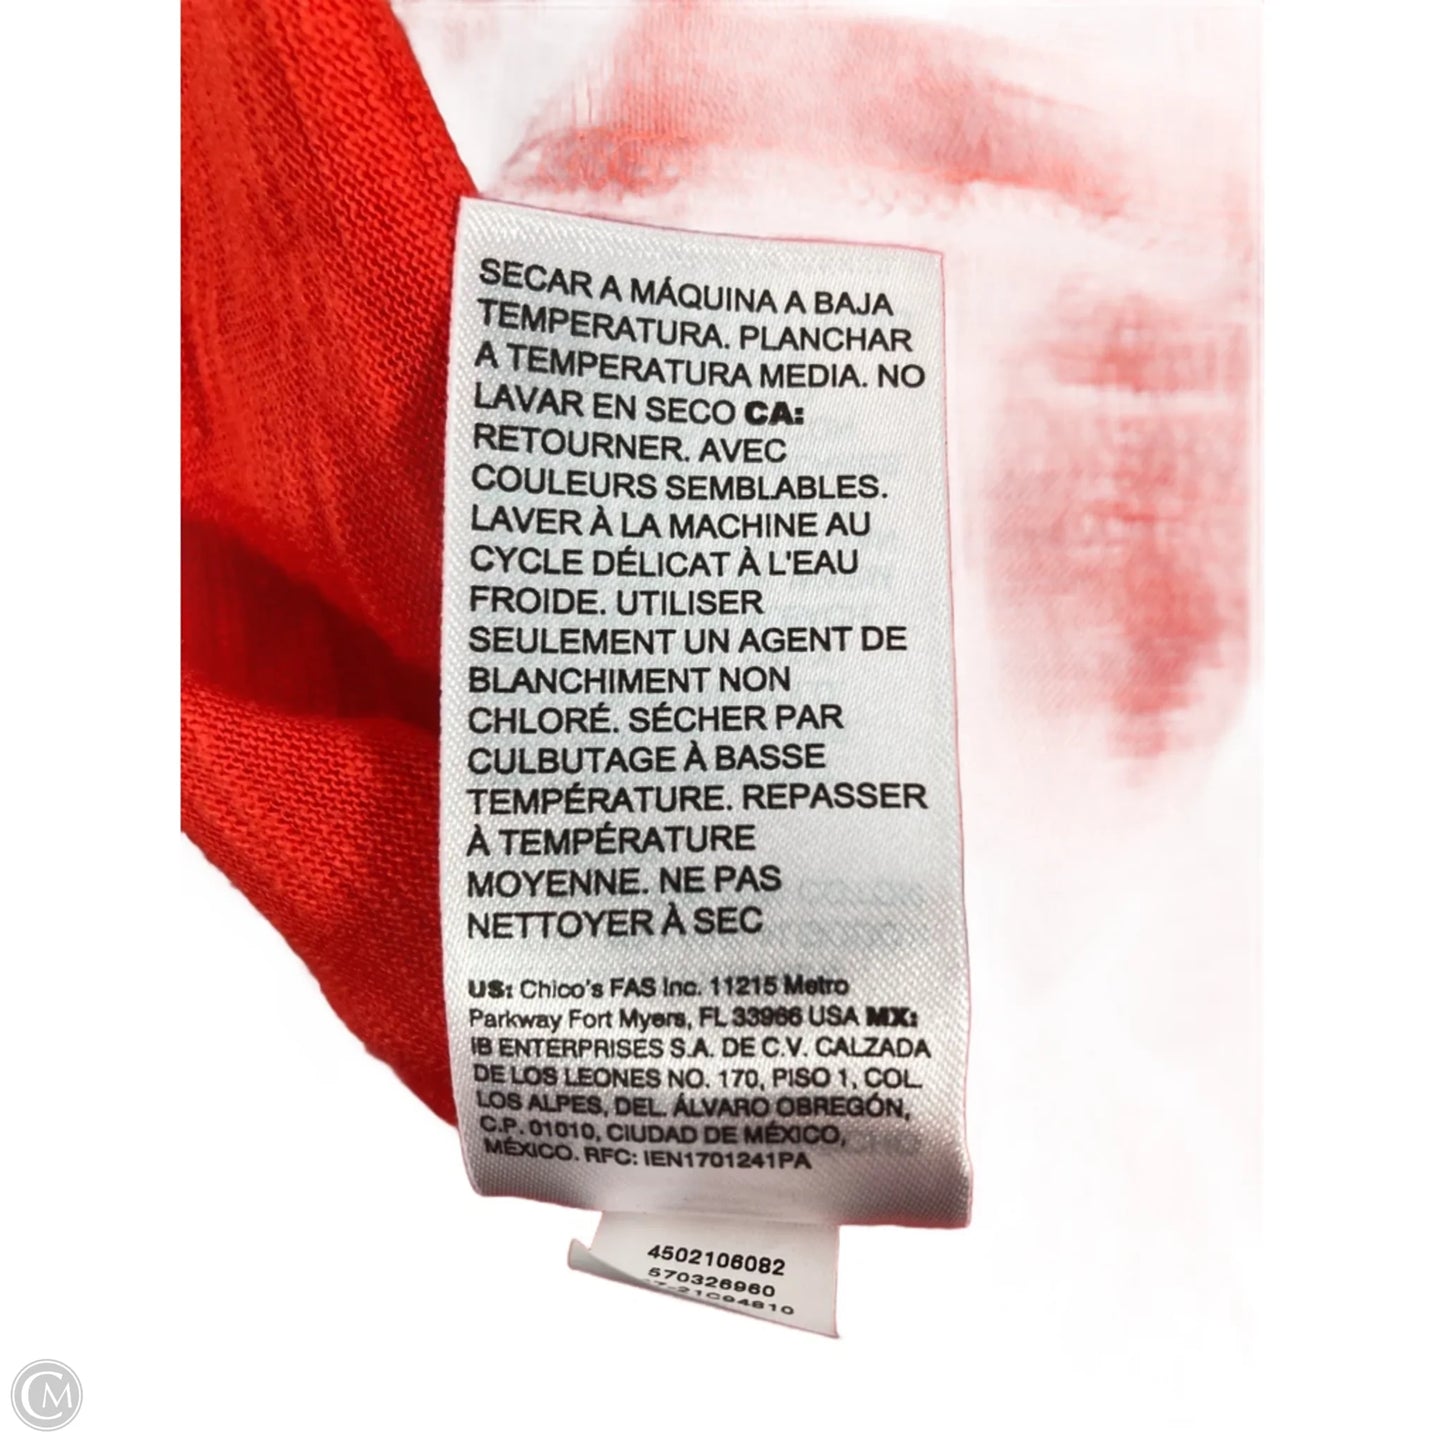 SECAR A MÁQUINA A BAJA
TEMPERATURA. PLANCHAR
A TEMPERATURA MEDIA. NO
LAVAR EN SECO CA:
RETOURNER. AVEC
COULEURS SEMBLABLES.
LAVER À LA MACHINE AU
CYCLE DÉLICAT À L'EAU
FROIDE. UTILISER
SEULEMENT UN AGENT DE
BLANCHIMENT NON
CHLORÉ. SÉCHER PAR
CULBUTAGE À BASSE
TEMPÉRATURE. REPASSER
À TEMPÉRATURE
MOYENNE. NE PAS
NETTOYER À SEC
US: Chico's FAS Inc. 11215 Metro
Parkway Fort Myers, FL 33966 USA MX:
IB ENTERPRISES S.A. DE C.V. CALZADA
DE LOS LEONES NO. 170, PISO 1, COL.
LOS ALPES, DEL. ÁLVARO OBREGÓN,
C.P. 01010, CIUDAD DE MÉXICO,
MÉXICO. RFC: IEN1701241PA
4502106082
570326960
CM